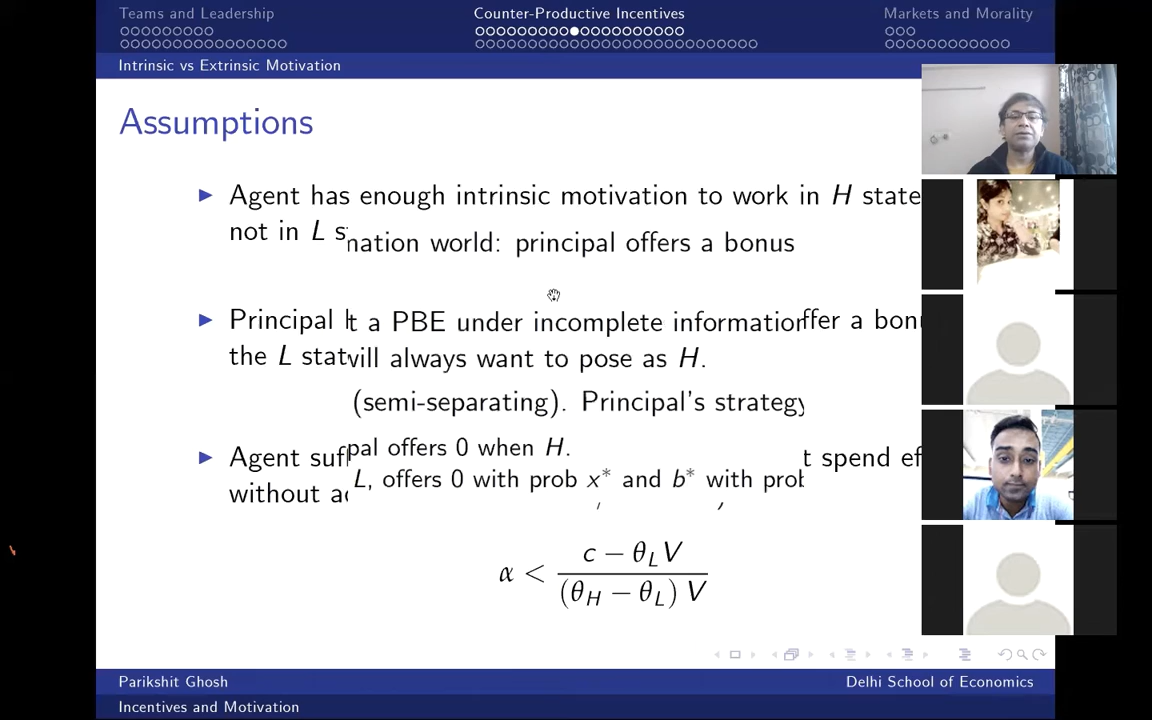 Teams and Leadership
Counter-Productive Incentives
Markets and Morality
Intrinsic vs Extrinsic Motivation
Assumptions
Agent has enough intrinsic motivation to work in H state
not in L s
nation world: principal offers a bonus
Principal
t a PBE under incomplete information
ffer a bon
the L stat
will always want to pose as H.
(semi-separating). Principal's strategy
pal offers 0 when H.
Agent suff
t spend ef
L, offers 0 with prob x* and b* with prob
without a
α < c − θ_L V / (θ_H − θ_L) V
Parikshit Ghosh
Delhi School of Economics
Incentives and Motivation